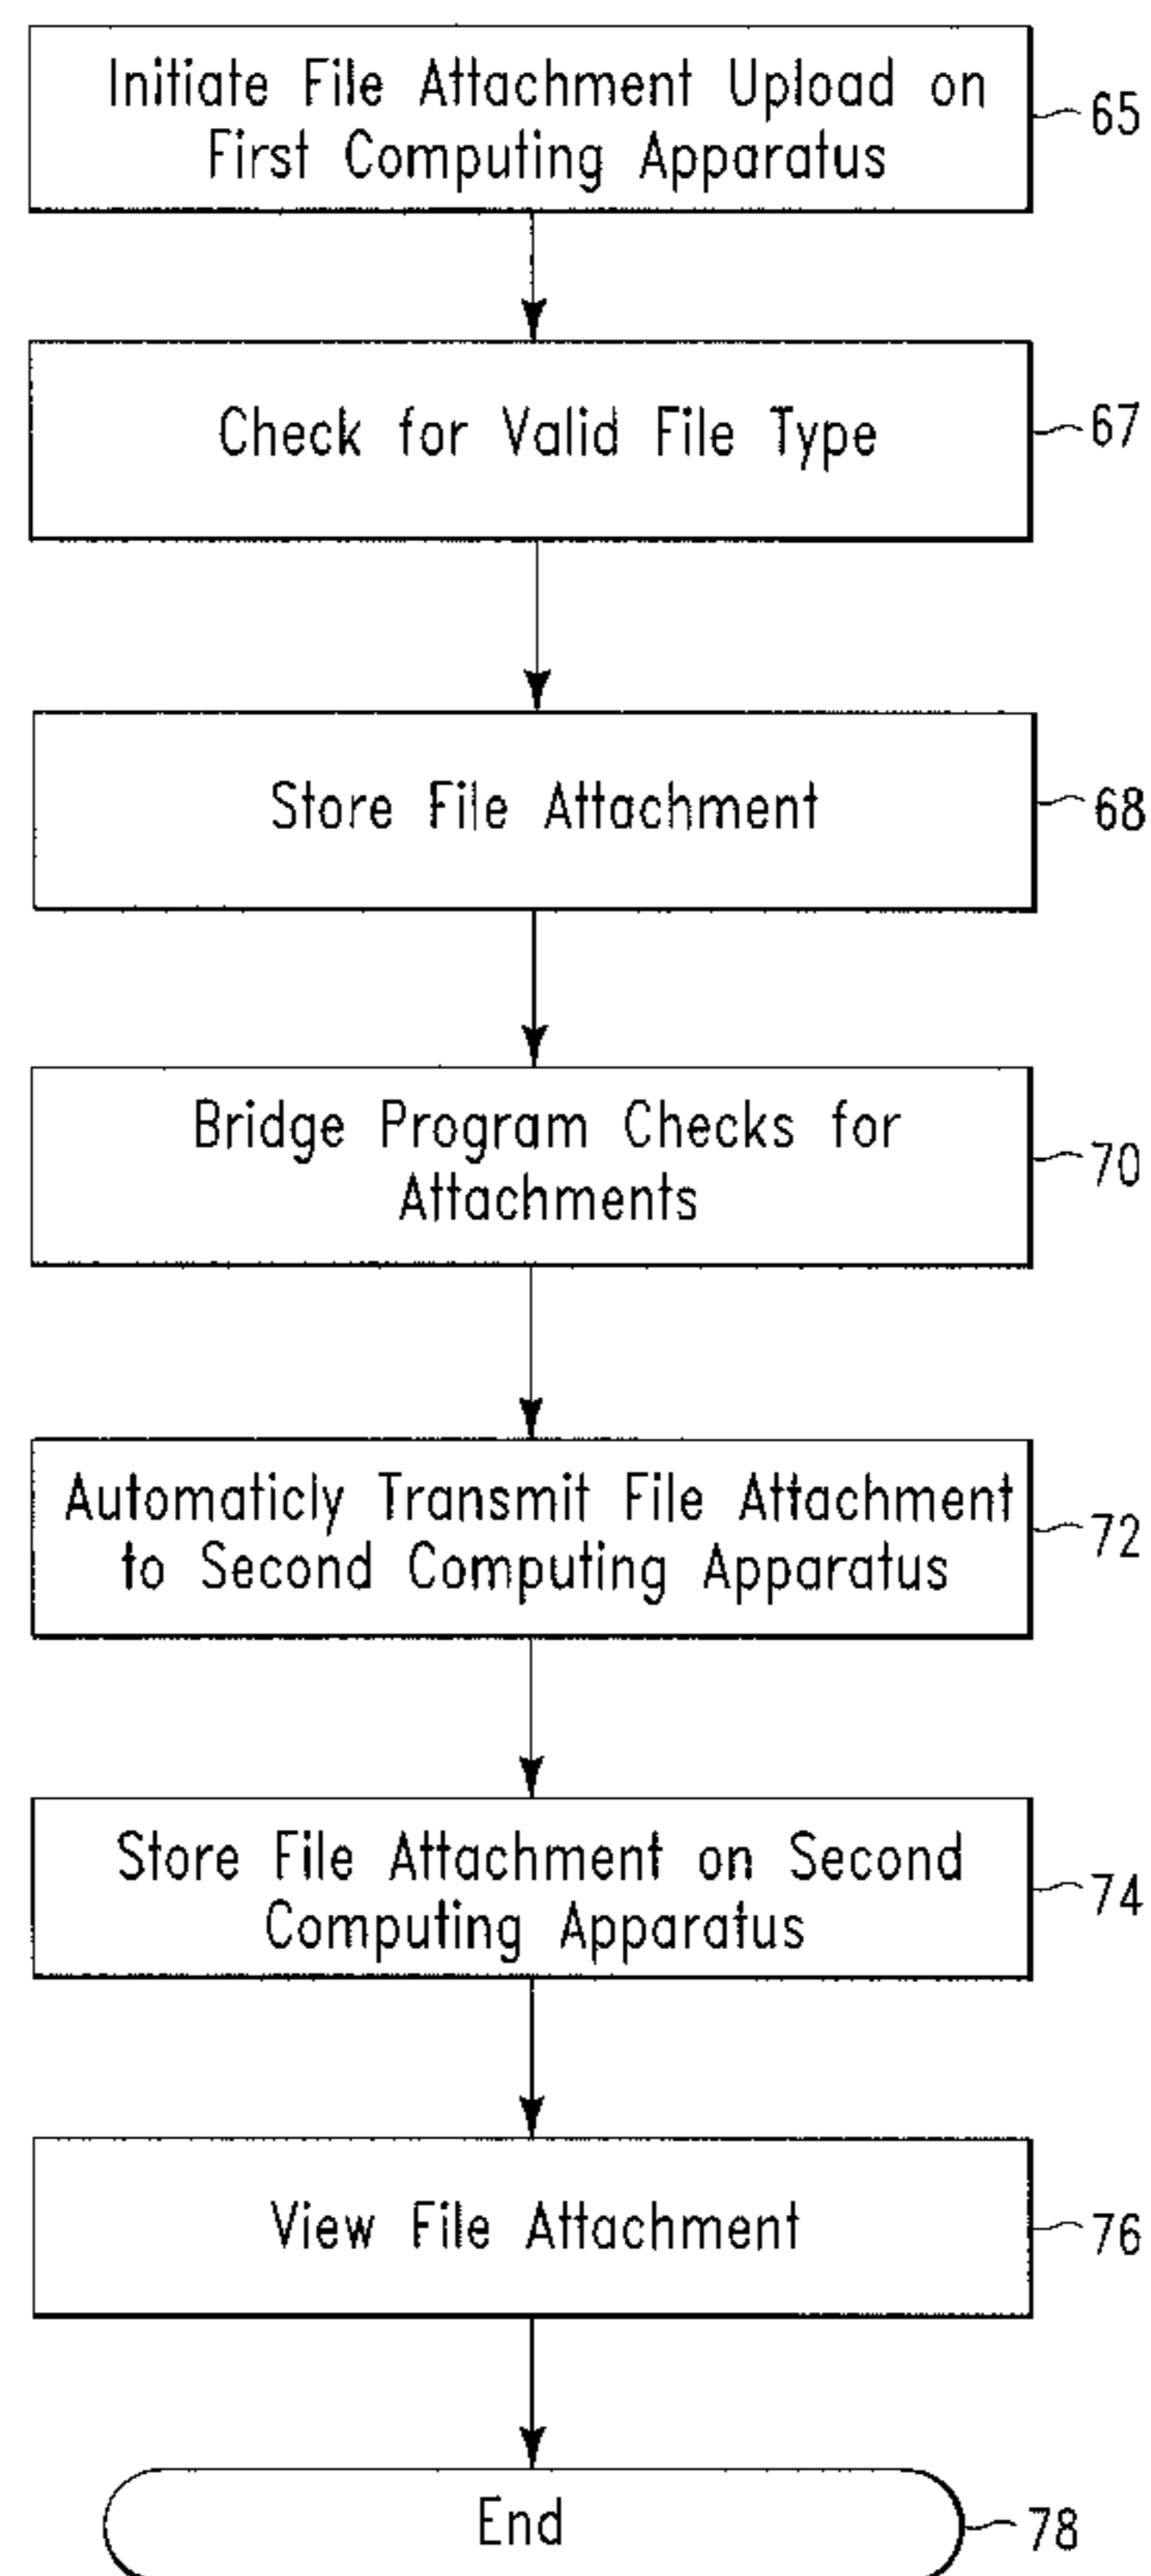 Initiate File Attachment Upload on
First Computing Apparatus
65
Check for Valid File Type
67
Store File Attachment
68
Bridge Program Checks for
Attachments
70
Automaticly Transmit File Attachment
to Second Computing Apparatus
72
Store File Attachment on Second
Computing Apparatus
74
View File Attachment
76
End
78